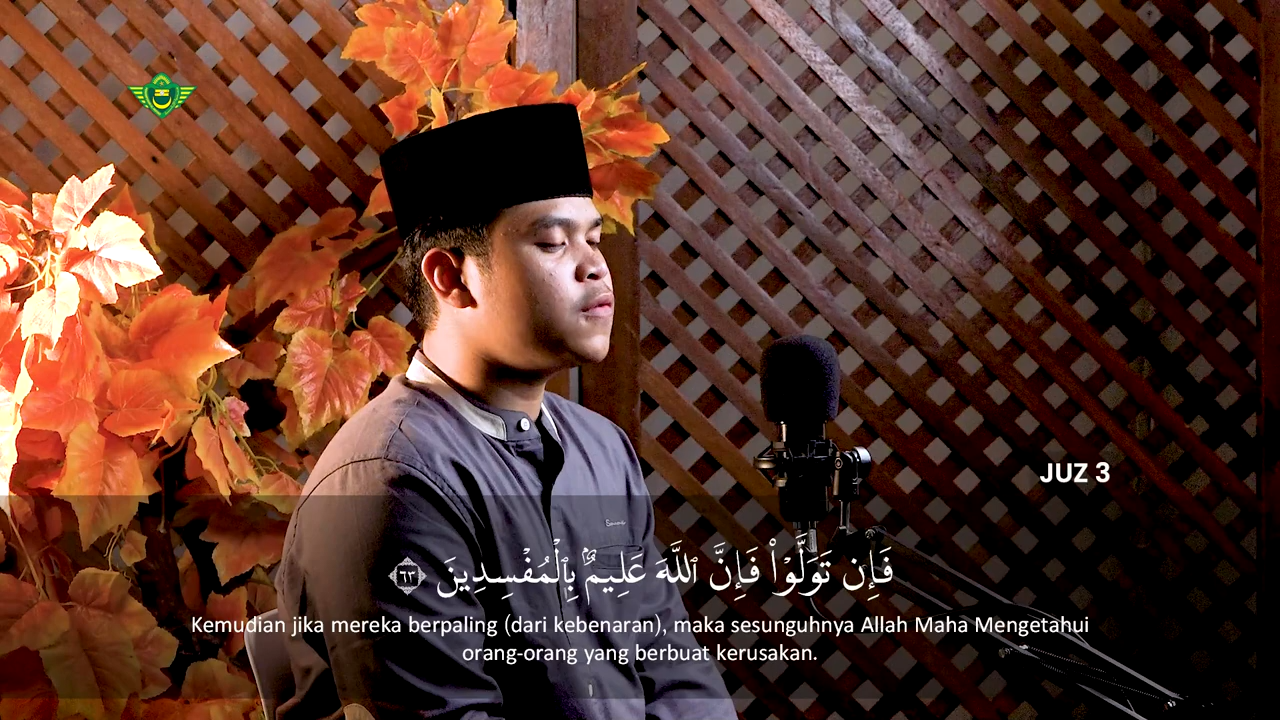 JUZ 3
فَإِن تَوَلَّوْا۟ فَإِنَّ ٱللَّهَ عَلِيمٌۢ بِٱلْمُفْسِدِينَ ٦٣
Kemudian jika mereka berpaling (dari kebenaran), maka sesunguhnya Allah Maha Mengetahui
orang-orang yang berbuat kerusakan.